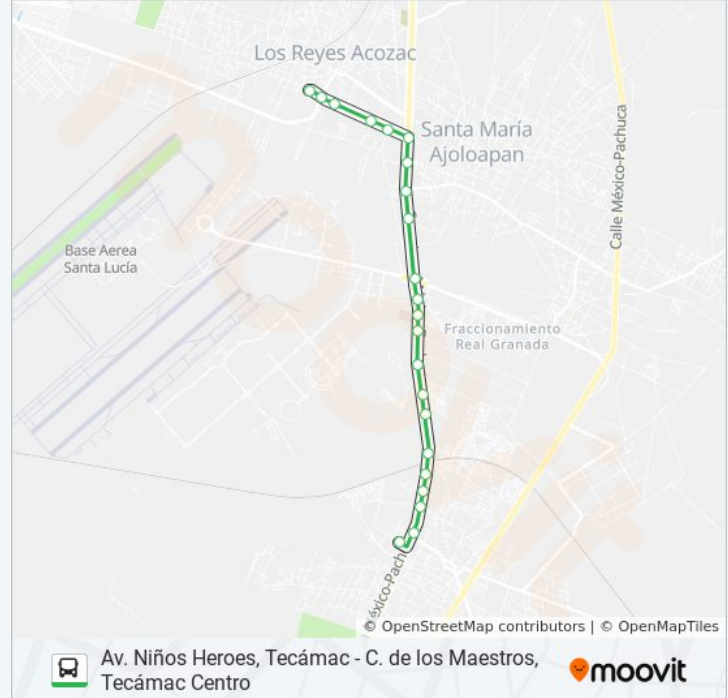 Los Reyes Acozac
Santa María
Ajoloapan
Calle México-Pachuca
Base Aerea
Santa Lucía
Fraccionamiento
Real Granada
éxico-Pach
© OpenStreetMap contributors | © OpenMapTiles
Av. Niños Heroes, Tecámac - C. de los Maestros,
Tecámac Centro
moovit